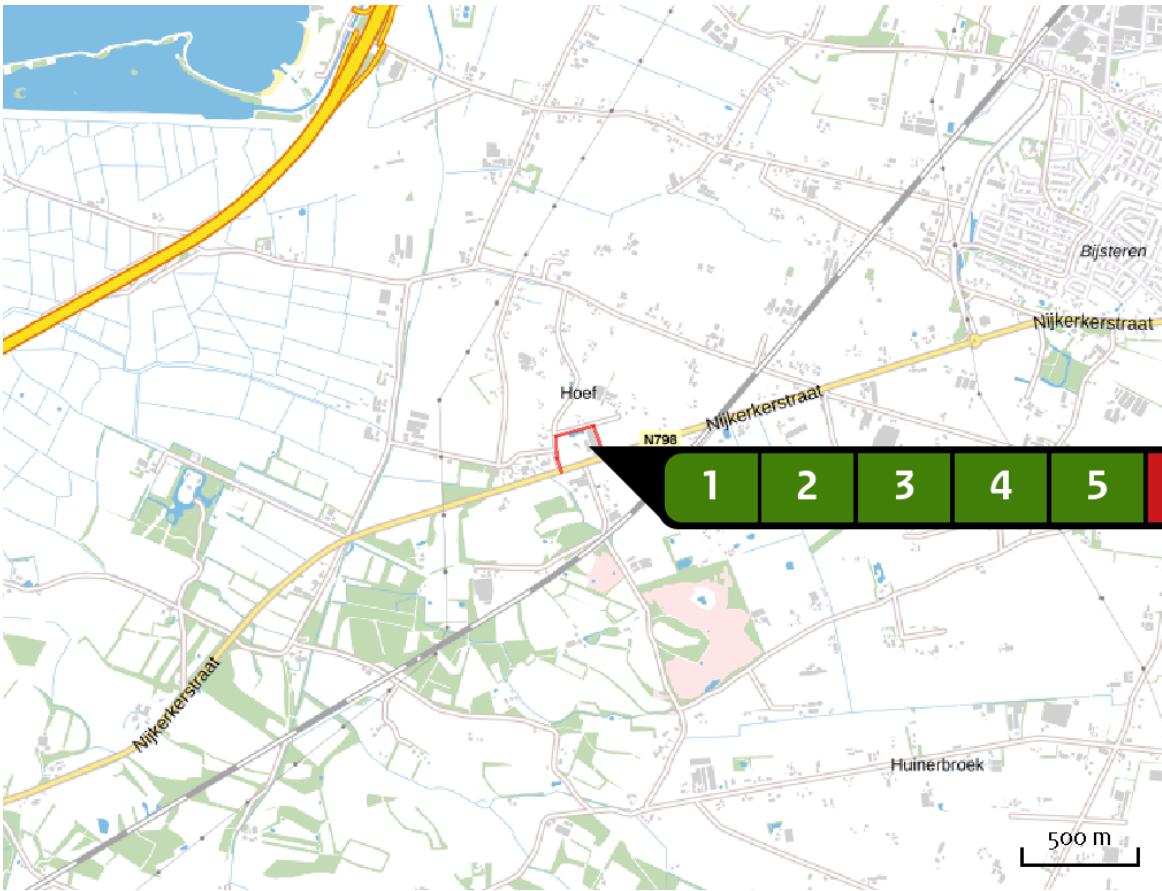 Bijsteren
Nijkerkerstraat
Hoef
Nijkerkerstraat
N798
1 2 3 4 5
Nijkerkerstraat
Huinerbroek
500 m